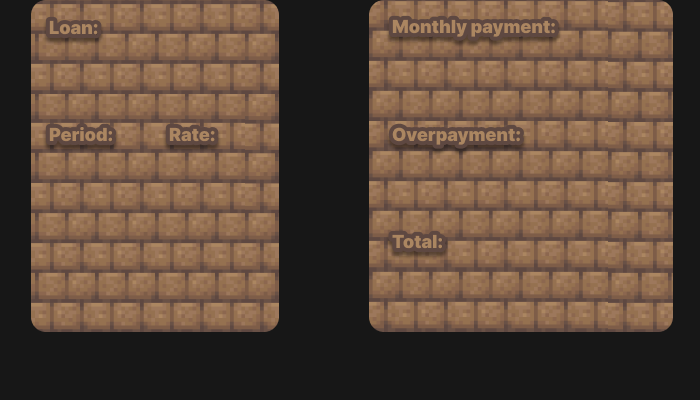 Loan:
Period:
Rate:
Monthly payment:
Overpayment:
Total: